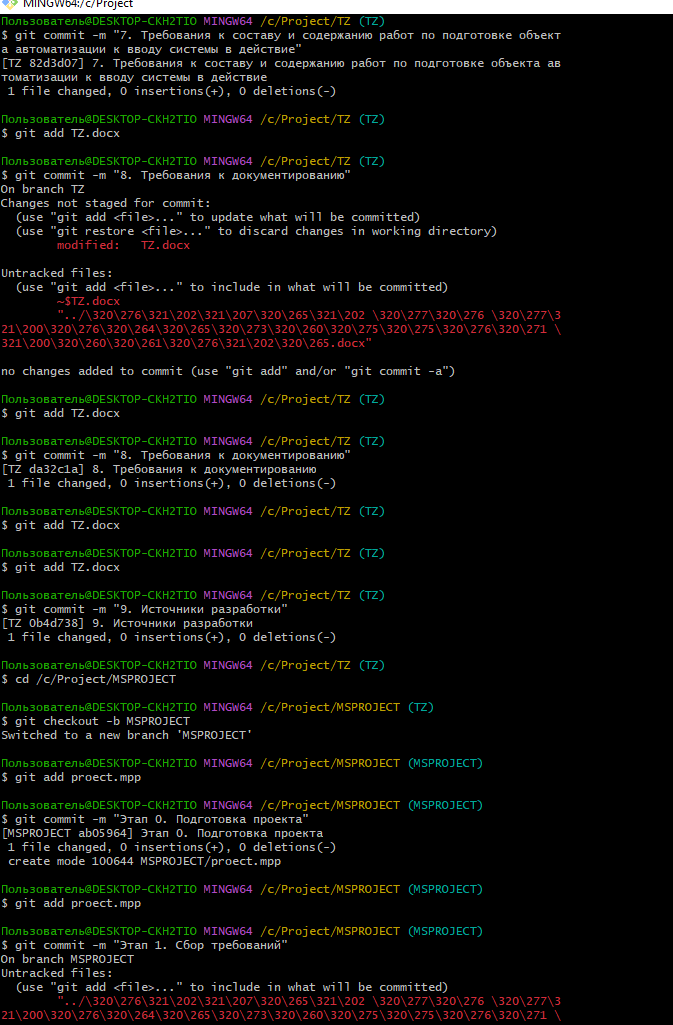 MINGW64:/c/Project
Пользователь@DESKTOP-CKH2TIO MINGW64 /c/Project/TZ (TZ)
$ git commit -m "7. Требования к составу и содержанию работ по подготовке объект
а автоматизации к вводу системы в действие"
[TZ 82d3d07] 7. Требования к составу и содержанию работ по подготовке объекта ав
томатизации к вводу системы в действие
 1 file changed, 0 insertions(+), 0 deletions(-)
Пользователь@DESKTOP-CKH2TIO MINGW64 /c/Project/TZ (TZ)
$ git add TZ.docx
Пользователь@DESKTOP-CKH2TIO MINGW64 /c/Project/TZ (TZ)
$ git commit -m "8. Требования к документированию"
On branch TZ
Changes not staged for commit:
  (use "git add <file>..." to update what will be committed)
  (use "git restore <file>..." to discard changes in working directory)
        modified:   TZ.docx
Untracked files:
  (use "git add <file>..." to include in what will be committed)
        ~$TZ.docx
        "../\320\276\321\202\321\207\320\265\321\202 \320\277\320\276 \320\277\3
21\200\320\276\320\264\320\265\320\273\320\260\320\275\320\275\320\276\320\271 \
321\200\320\260\320\261\320\276\321\202\320\265.docx"
no changes added to commit (use "git add" and/or "git commit -a")
Пользователь@DESKTOP-CKH2TIO MINGW64 /c/Project/TZ (TZ)
$ git add TZ.docx
Пользователь@DESKTOP-CKH2TIO MINGW64 /c/Project/TZ (TZ)
$ git commit -m "8. Требования к документированию"
[TZ da32c1a] 8. Требования к документированию
 1 file changed, 0 insertions(+), 0 deletions(-)
Пользователь@DESKTOP-CKH2TIO MINGW64 /c/Project/TZ (TZ)
$ git add TZ.docx
Пользователь@DESKTOP-CKH2TIO MINGW64 /c/Project/TZ (TZ)
$ git add TZ.docx
Пользователь@DESKTOP-CKH2TIO MINGW64 /c/Project/TZ (TZ)
$ git commit -m "9. Источники разработки"
[TZ 0b4d738] 9. Источники разработки
 1 file changed, 0 insertions(+), 0 deletions(-)
Пользователь@DESKTOP-CKH2TIO MINGW64 /c/Project/TZ (TZ)
$ cd /c/Project/MSPROJECT
Пользователь@DESKTOP-CKH2TIO MINGW64 /c/Project/MSPROJECT (TZ)
$ git checkout -b MSPROJECT
Switched to a new branch 'MSPROJECT'
Пользователь@DESKTOP-CKH2TIO MINGW64 /c/Project/MSPROJECT (MSPROJECT)
$ git add proect.mpp
Пользователь@DESKTOP-CKH2TIO MINGW64 /c/Project/MSPROJECT (MSPROJECT)
$ git commit -m "Этап 0. Подготовка проекта"
[MSPROJECT ab05964] Этап 0. Подготовка проекта
 1 file changed, 0 insertions(+), 0 deletions(-)
 create mode 100644 MSPROJECT/proect.mpp
Пользователь@DESKTOP-CKH2TIO MINGW64 /c/Project/MSPROJECT (MSPROJECT)
$ git add proect.mpp
Пользователь@DESKTOP-CKH2TIO MINGW64 /c/Project/MSPROJECT (MSPROJECT)
$ git commit -m "Этап 1. Сбор требований"
On branch MSPROJECT
Untracked files:
  (use "git add <file>..." to include in what will be committed)
        "../\320\276\321\202\321\207\320\265\321\202 \320\277\320\276 \320\277\3
21\200\320\276\320\264\320\265\320\273\320\260\320\275\320\275\320\276\320\271 \